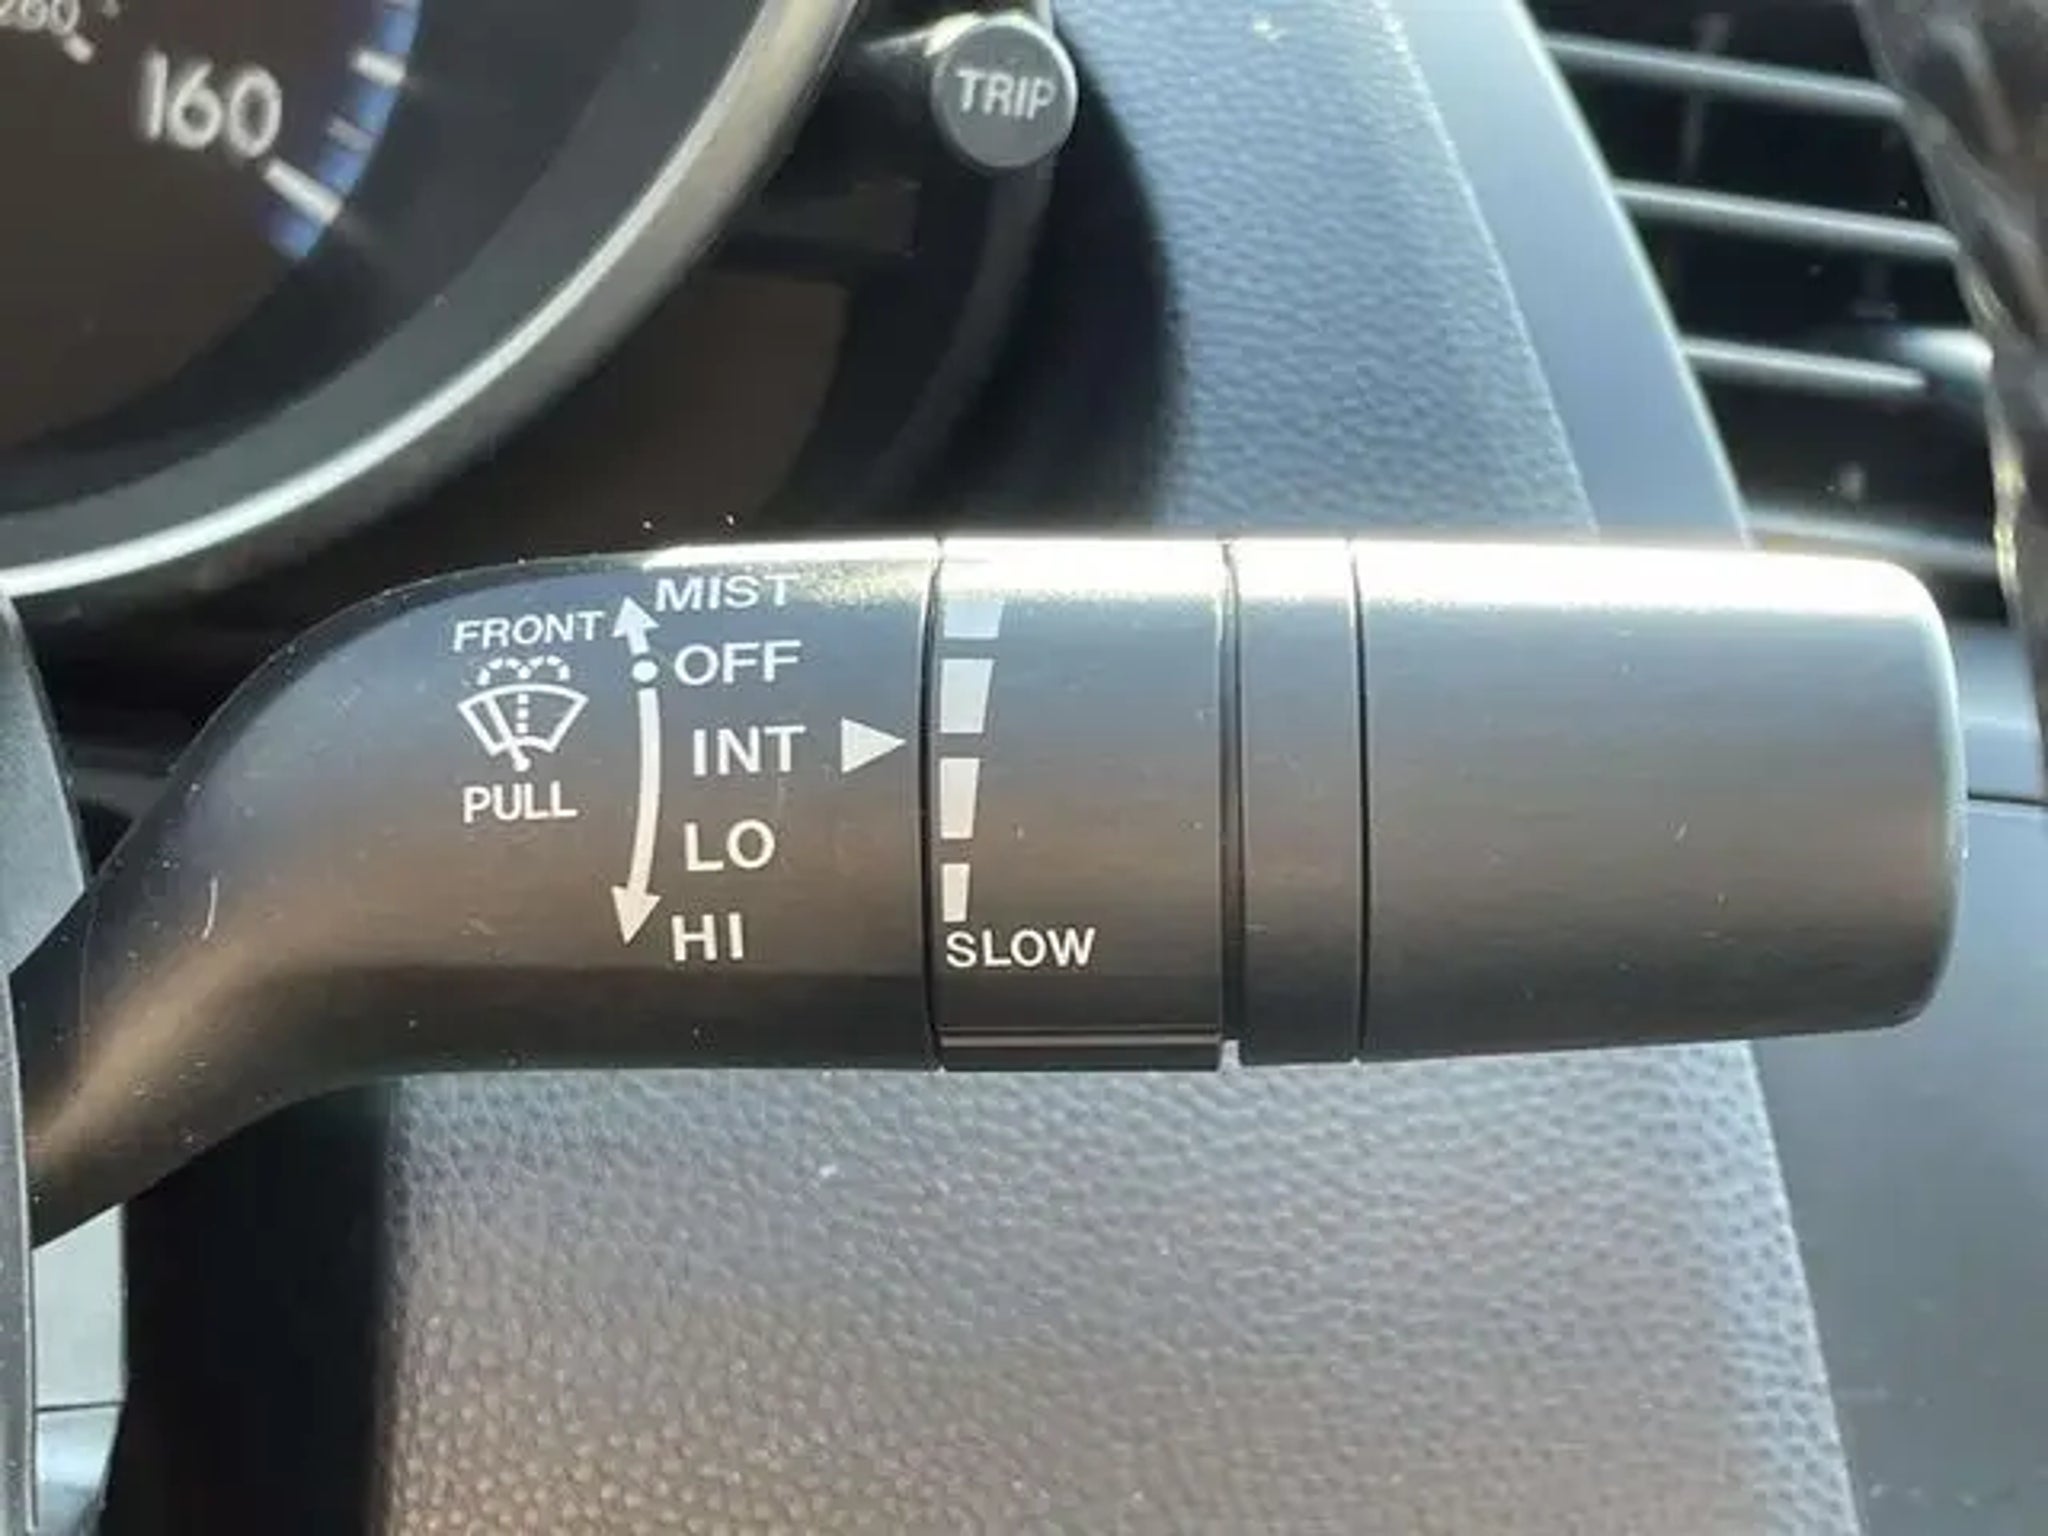 160
TRIP
MIST
FRONT
OFF
INT
PULL
LO
HI
SLOW